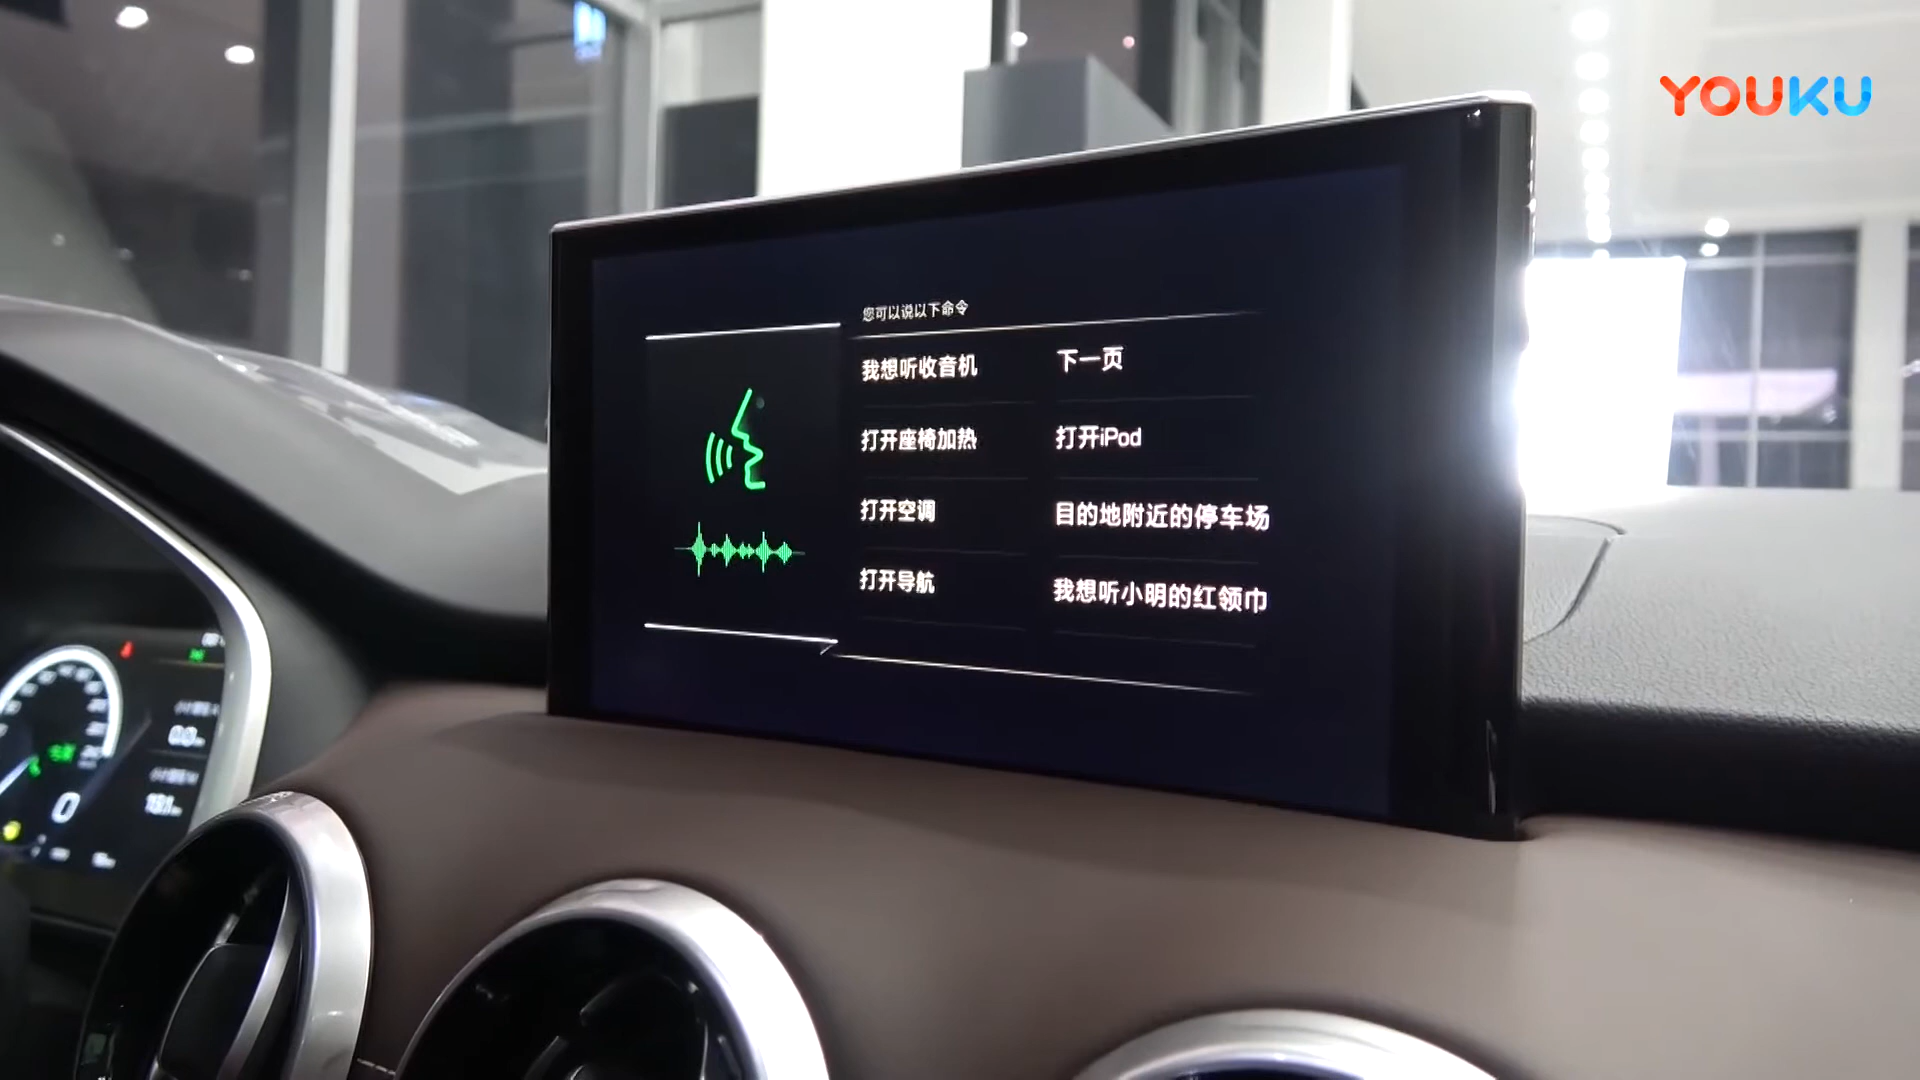 YOUKU
您可以说以下命令
我想听收音机
下一页
打开座椅加热
打开iPod
打开空调
目的地附近的停车场
打开导航
我想听小明的红领巾
0